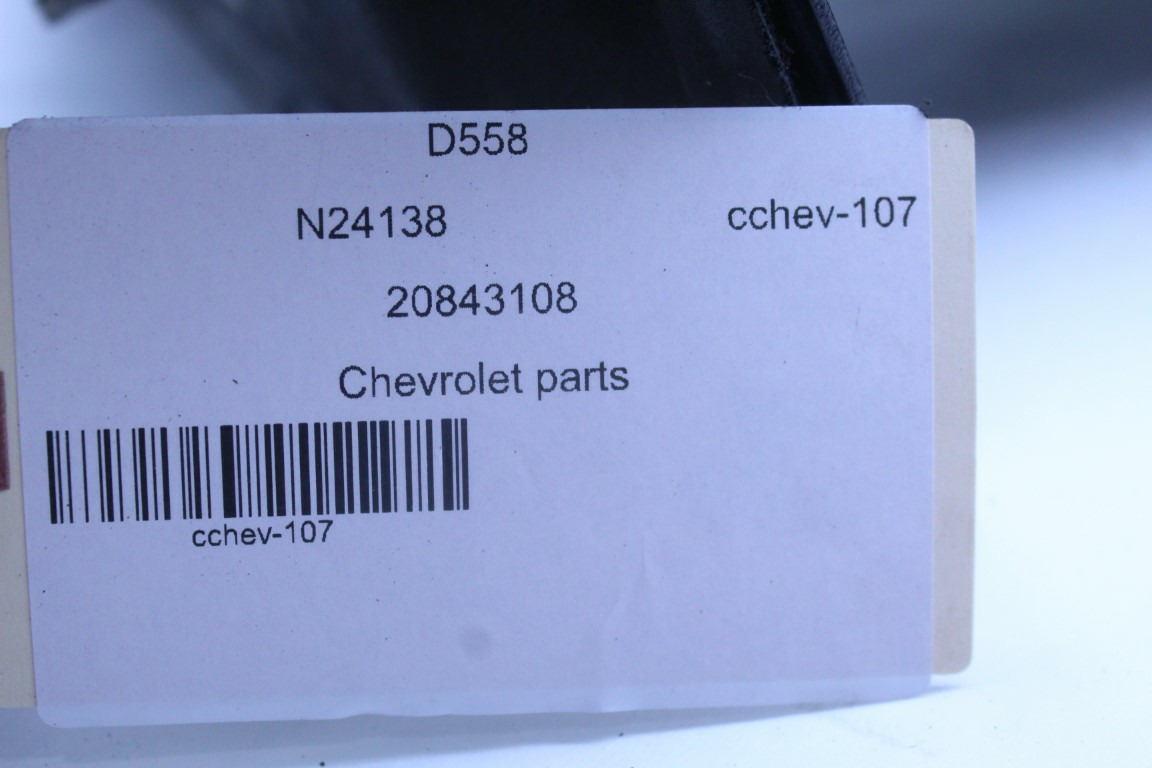 D558
N24138 cchev-107
20843108
Chevrolet parts
cchev-107